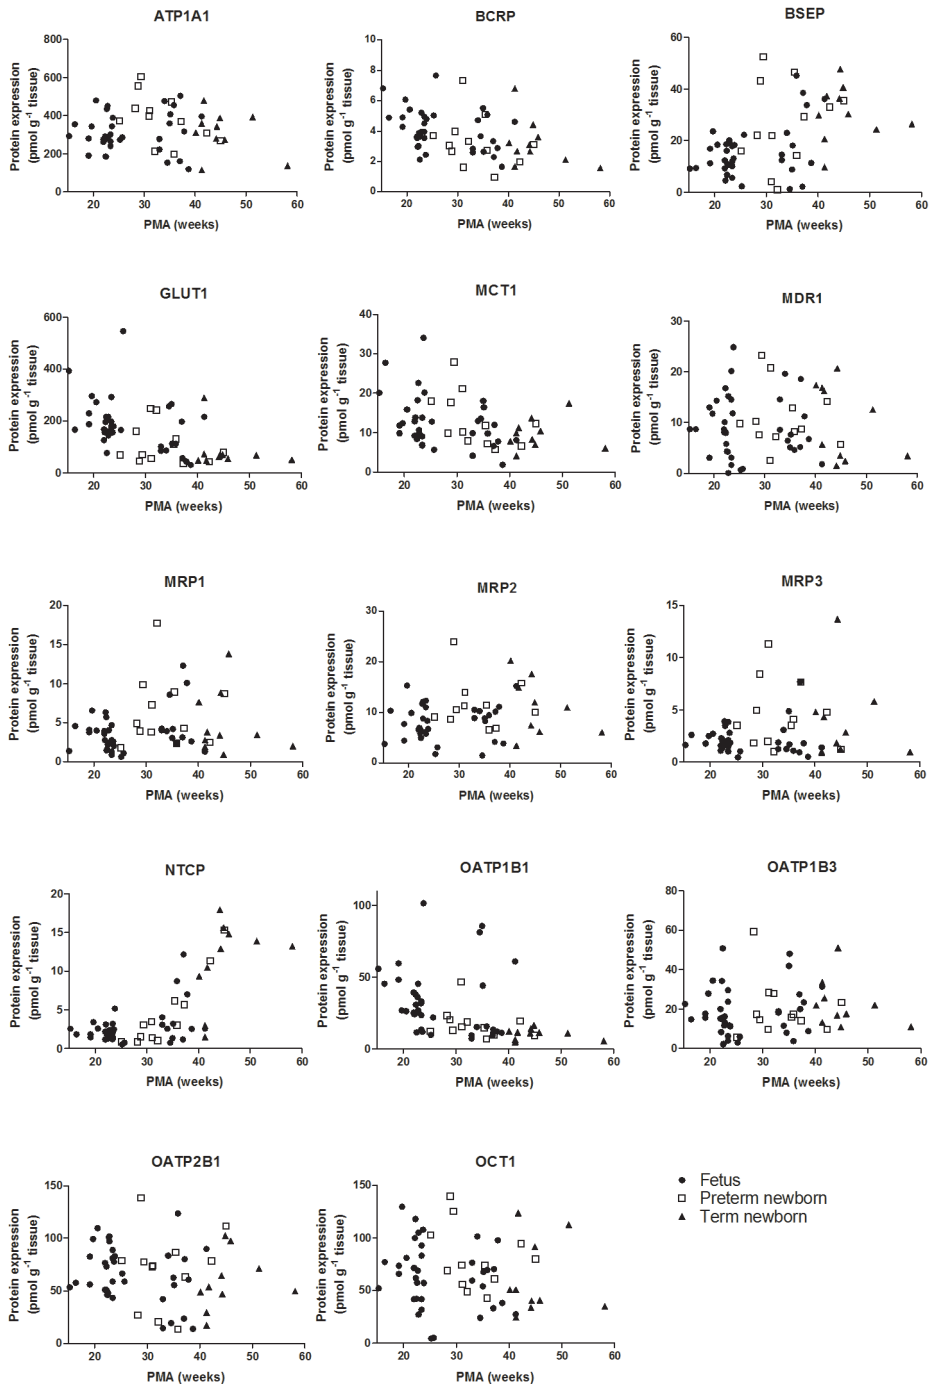 ATP1A1
Protein expression
(pmol g-1 tissue)
800
600
400
200
0
20 30 40 50 60
PMA (weeks)
BCRP
Protein expression
(pmol g-1 tissue)
10
8
6
4
2
0
20 30 40 50 60
PMA (weeks)
BSEP
Protein expression
(pmol g-1 tissue)
60
40
20
0
20 30 40 50 60
PMA (weeks)
GLUT1
Protein expression
(pmol g-1 tissue)
600
400
200
0
20 30 40 50 60
PMA (weeks)
MCT1
Protein expression
(pmol g-1 tissue)
40
30
20
10
0
20 30 40 50 60
PMA (weeks)
MDR1
Protein expression
(pmol g-1 tissue)
30
20
10
0
20 30 40 50 60
PMA (weeks)
MRP1
Protein expression
(pmol g-1 tissue)
20
15
10
5
0
20 30 40 50 60
PMA (weeks)
MRP2
Protein expression
(pmol g-1 tissue)
30
20
10
0
20 30 40 50 60
PMA (weeks)
MRP3
Protein expression
(pmol g-1 tissue)
15
10
5
0
20 30 40 50 60
PMA (weeks)
NTCP
Protein expression
(pmol g-1 tissue)
20
15
10
5
0
20 30 40 50 60
PMA (weeks)
OATP1B1
Protein expression
(pmol g-1 tissue)
100
50
0
20 30 40 50 60
PMA (weeks)
OATP1B3
Protein expression
(pmol g-1 tissue)
80
60
40
20
0
20 30 40 50 60
PMA (weeks)
OATP2B1
Protein expression
(pmol g-1 tissue)
150
100
50
0
20 30 40 50 60
PMA (weeks)
OCT1
Protein expression
(pmol g-1 tissue)
150
100
50
0
20 30 40 50 60
PMA (weeks)
Fetus
Preterm newborn
Term newborn